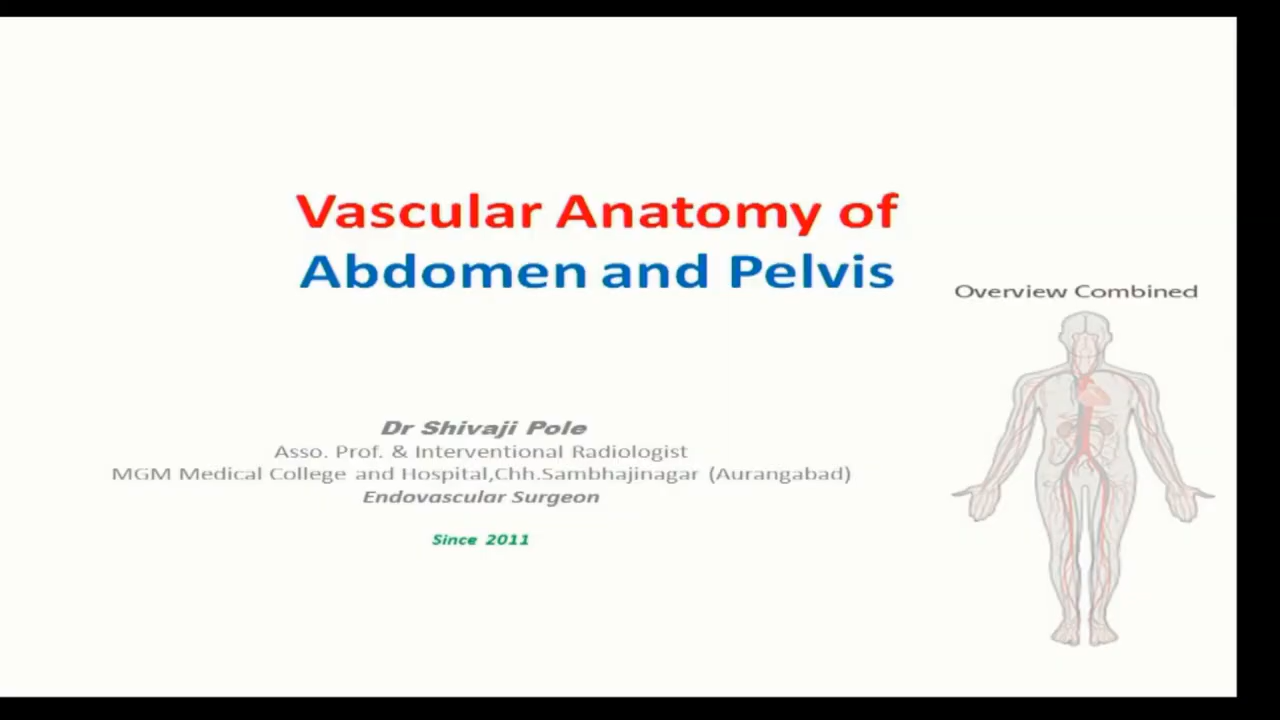 Vascular Anatomy of
Abdomen and Pelvis
Overview Combined
Dr Shivaji Pole
Asso. Prof. & Interventional Radiologist
MGM Medical College and Hospital,Chh.Sambhajinagar (Aurangabad)
Endovascular Surgeon
Since 2011